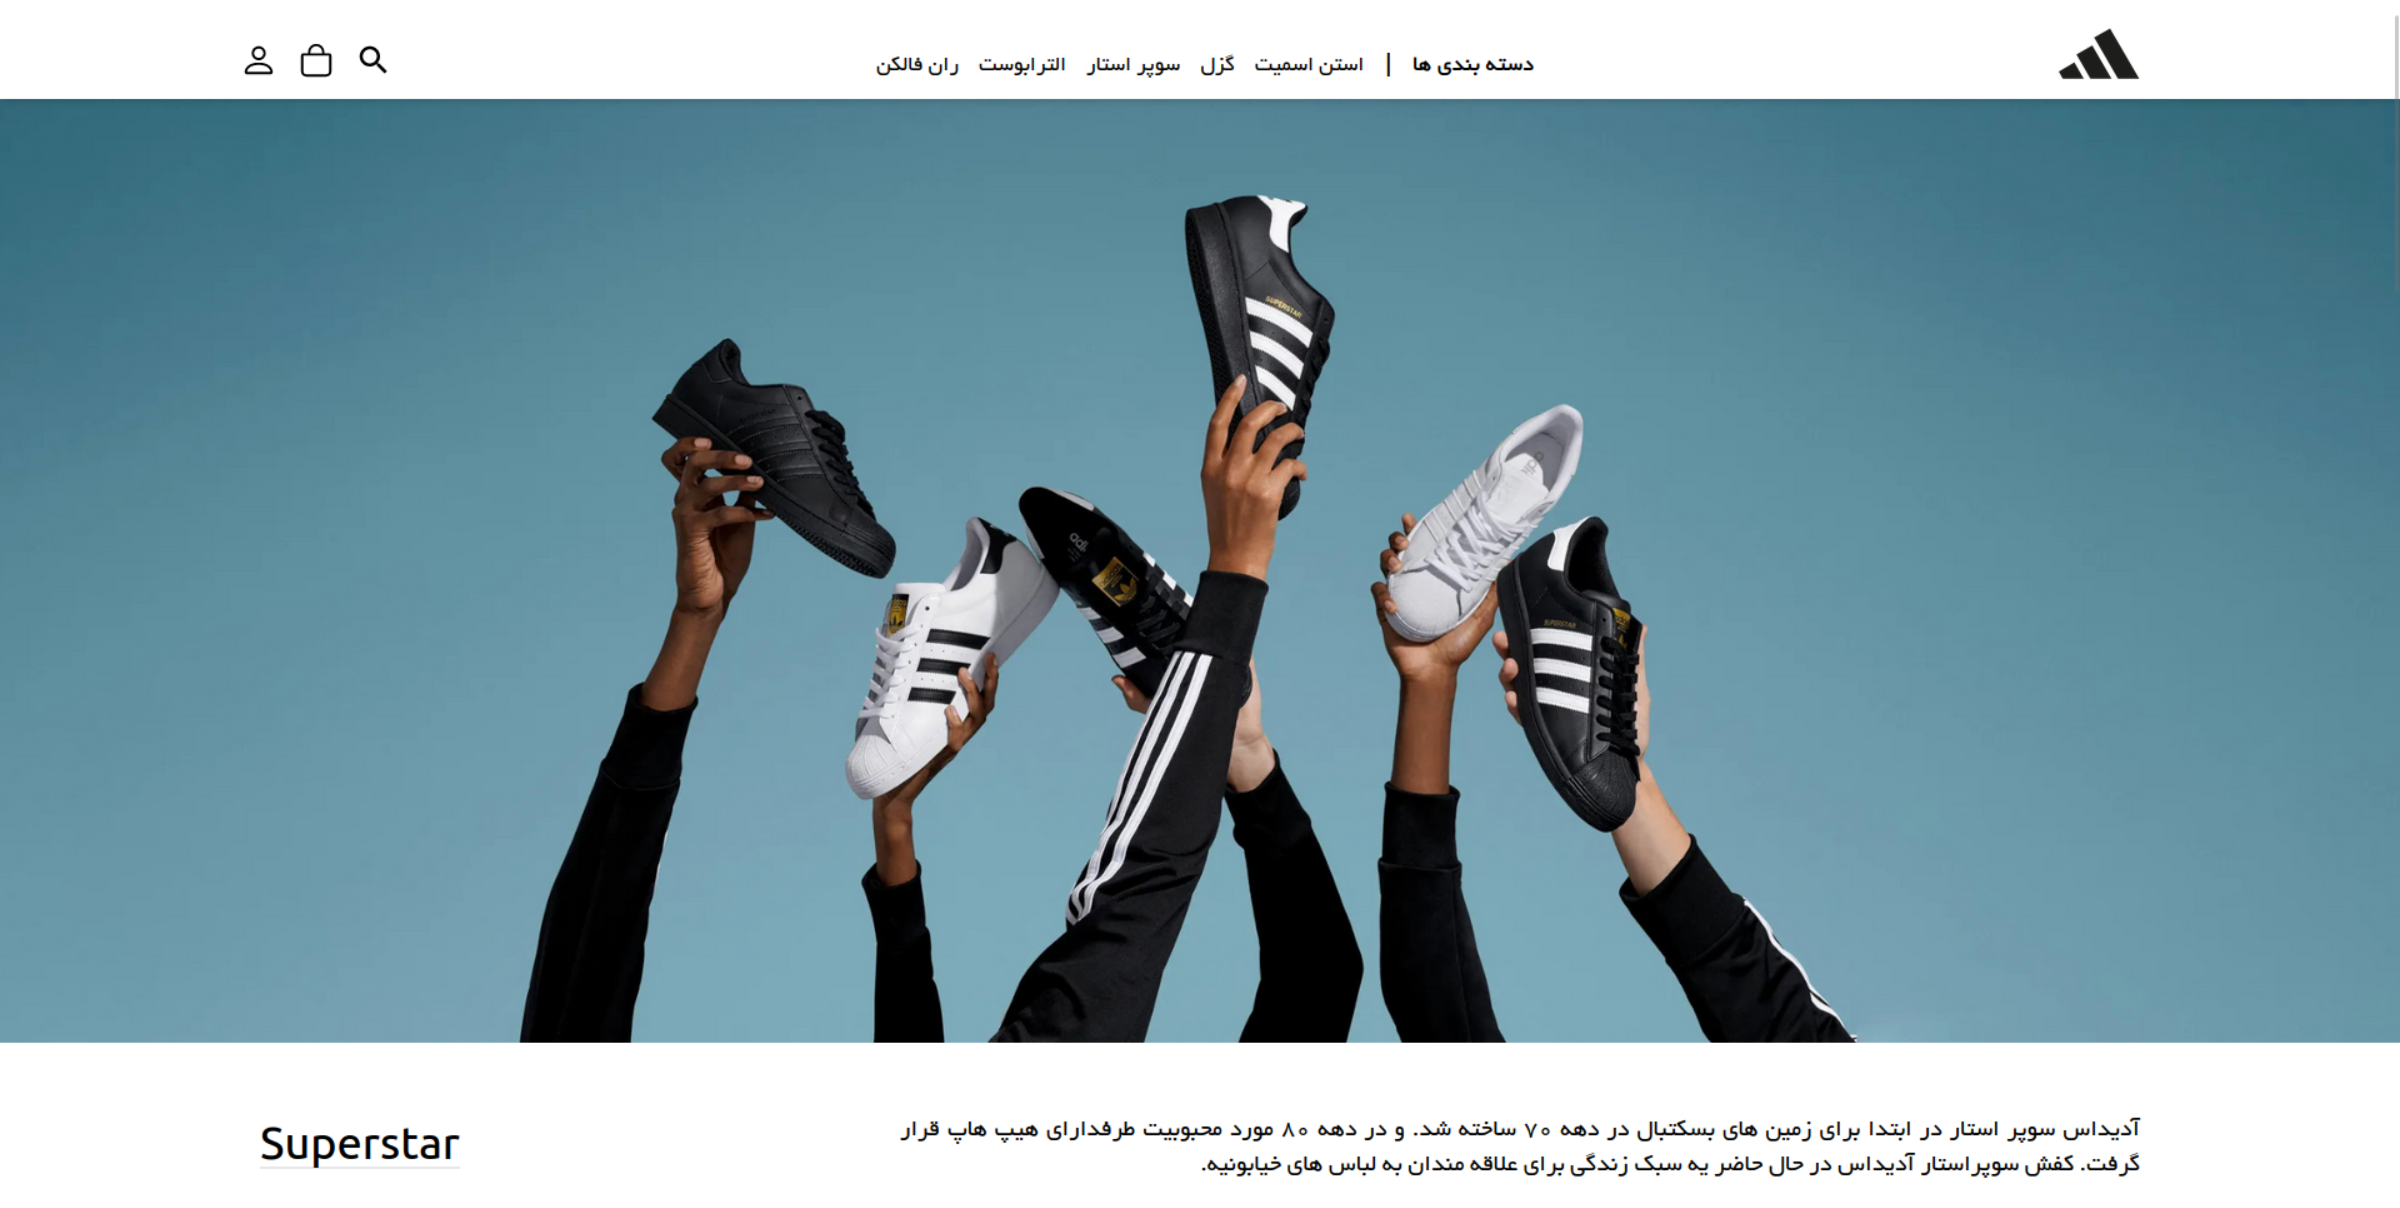 دسته بندی ها | استن اسمیت گزل سوپر استار الترابوست ران فالکن
SUPERSTAR
SUPERSTAR
آدیداس سوپر استار در ابتدا برای زمین های بسکتبال در دهه ۷۰ ساخته شد. و در دهه ۸۰ مورد محبوبیت طرفدارای هیپ هاپ قرار
گرفت. کفش سوپراستار آدیداس در حال حاضر یه سبک زندگی برای علاقه مندان به لباس های خیابونیه.
Superstar